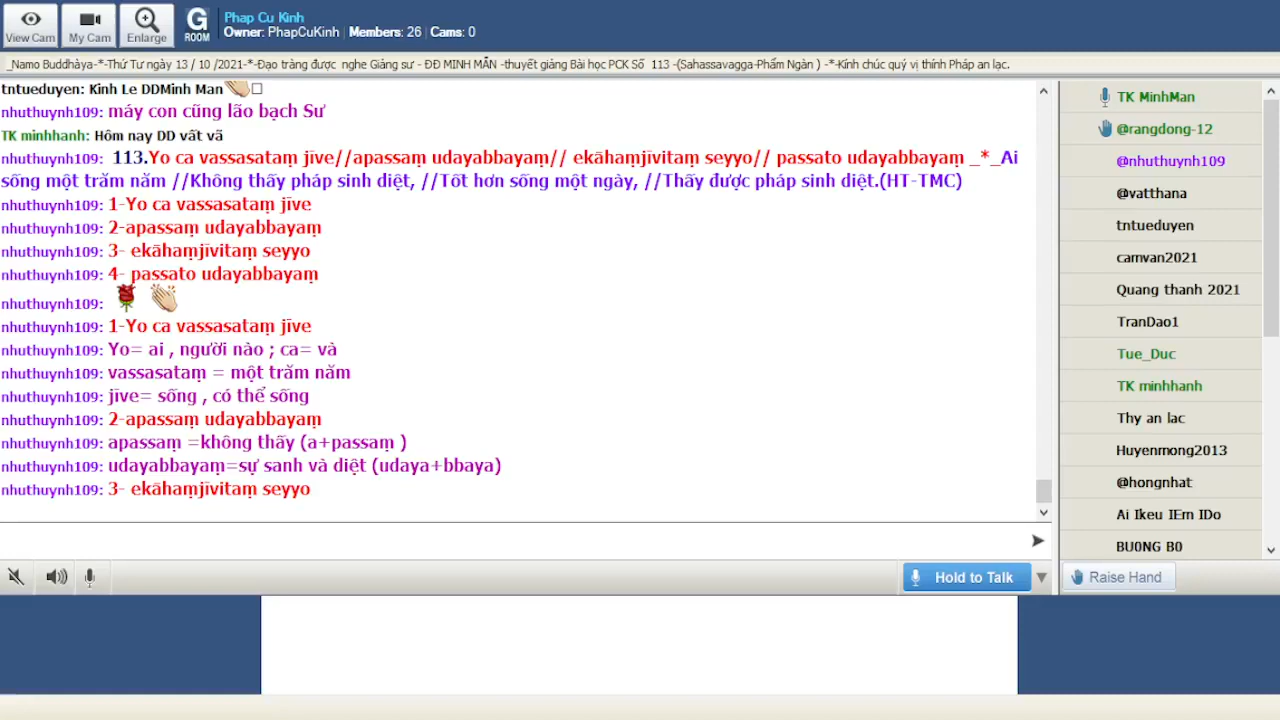 Phap Cu Kinh
Owner: PhapCuKinh | Members: 26 | Cams: 0
View Cam
My Cam
Enlarge
G ROOM
_Namo Buddhàya-*-Thứ Tư ngày 13 / 10 /2021-*-Đạo tràng được nghe Giảng sư - ĐĐ MINH MẪN -thuyết giảng Bài học PCK Số 113 -(Sahassavagga-Phẩm Ngàn ) -*-Kính chúc quý vị thính Pháp an lạc.
tntueduyen: Kinh Le DDMinh Man
nhuthuynh109: máy con cũng lão bạch Sư
TK minhhanh: Hôm nay DD vất vã
nhuthuynh109: 113.Yo ca vassasataṃ jīve//apassaṃ udayabbayaṃ// ekāhaṃjīvitaṃ seyyo// passato udayabbayaṃ _*_Ai
sống một trăm năm //Không thấy pháp sinh diệt, //Tốt hơn sống một ngày, //Thấy được pháp sinh diệt.(HT-TMC)
nhuthuynh109: 1-Yo ca vassasataṃ jīve
nhuthuynh109: 2-apassaṃ udayabbayaṃ
nhuthuynh109: 3- ekāhaṃjīvitaṃ seyyo
nhuthuynh109: 4- passato udayabbayaṃ
nhuthuynh109:
nhuthuynh109: 1-Yo ca vassasataṃ jīve
nhuthuynh109: Yo= ai , người nào ; ca= và
nhuthuynh109: vassasataṃ = một trăm năm
nhuthuynh109: jīve= sống , có thể sống
nhuthuynh109: 2-apassaṃ udayabbayaṃ
nhuthuynh109: apassaṃ =không thấy (a+passaṃ )
nhuthuynh109: udayabbayaṃ=sự sanh và diệt (udaya+bbaya)
nhuthuynh109: 3- ekāhaṃjīvitaṃ seyyo
TK MinhMan
@rangdong-12
@nhuthuynh109
@vatthana
tntueduyen
camvan2021
Quang thanh 2021
TranDao1
Tue_Duc
TK minhhanh
Thy an lac
Huyenmong2013
@hongnhat
Ai Ikeu IEm IDo
BU0NG B0
Hold to Talk
Raise Hand